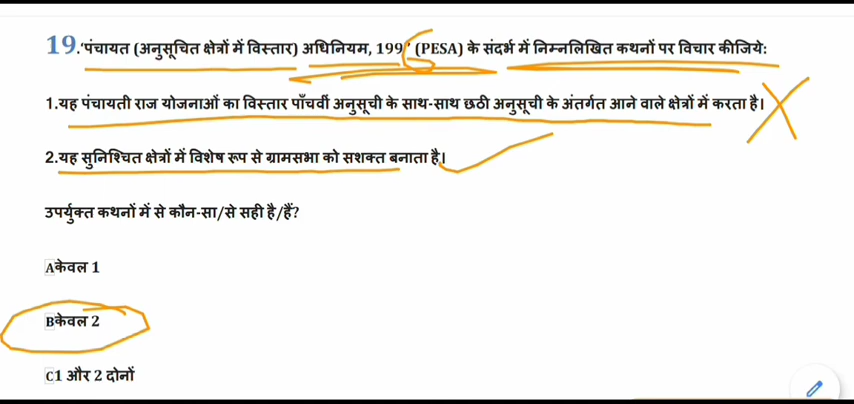 19.'पंचायत (अनुसूचित क्षेत्रों में विस्तार) अधिनियम, 199 (PESA) के संदर्भ में निम्नलिखित कथनों पर विचार कीजिये:
1.यह पंचायती राज योजनाओं का विस्तार पाँचवीं अनुसूची के साथ-साथ छठी अनुसूची के अंतर्गत आने वाले क्षेत्रों में करता है।
2.यह सुनिश्चित क्षेत्रों में विशेष रूप से ग्रामसभा को सशक्त बनाता है।
उपर्युक्त कथनों में से कौन-सा/से सही है/हैं?
Aकेवल 1
Bकेवल 2
C1 और 2 दोनों